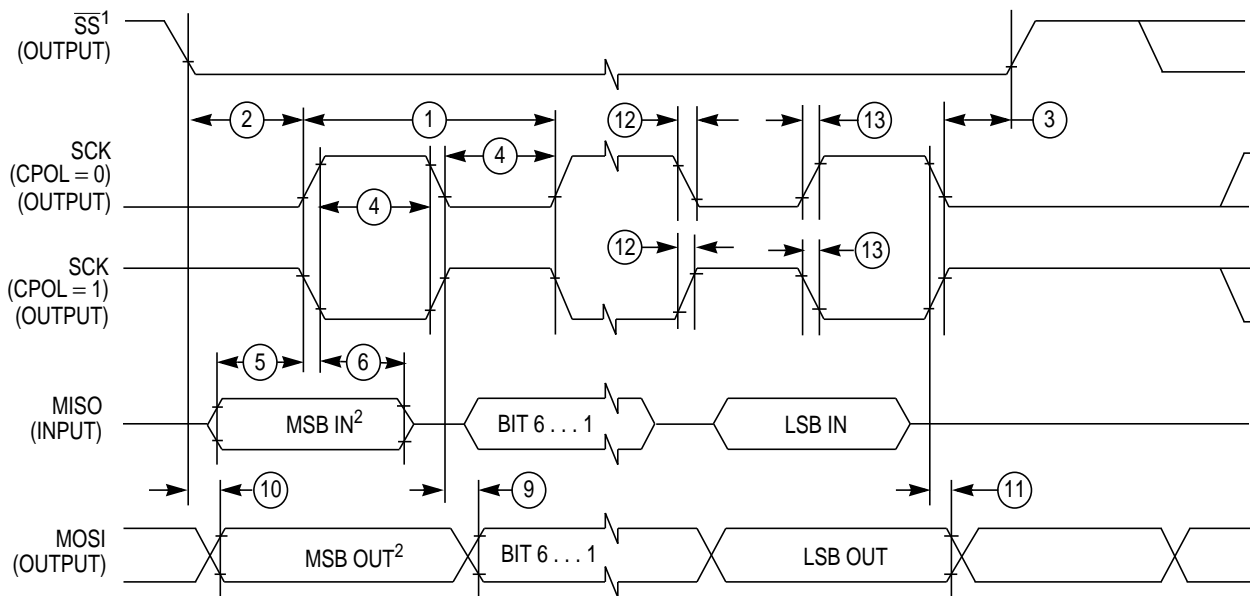 SS¹
(OUTPUT)
2
1
12
13
3
SCK
(CPOL = 0)
(OUTPUT)
4
4
12
13
SCK
(CPOL = 1)
(OUTPUT)
5
6
MISO
(INPUT)
MSB IN²
BIT 6 . . . 1
LSB IN
10
9
11
MOSI
(OUTPUT)
MSB OUT²
BIT 6 . . . 1
LSB OUT